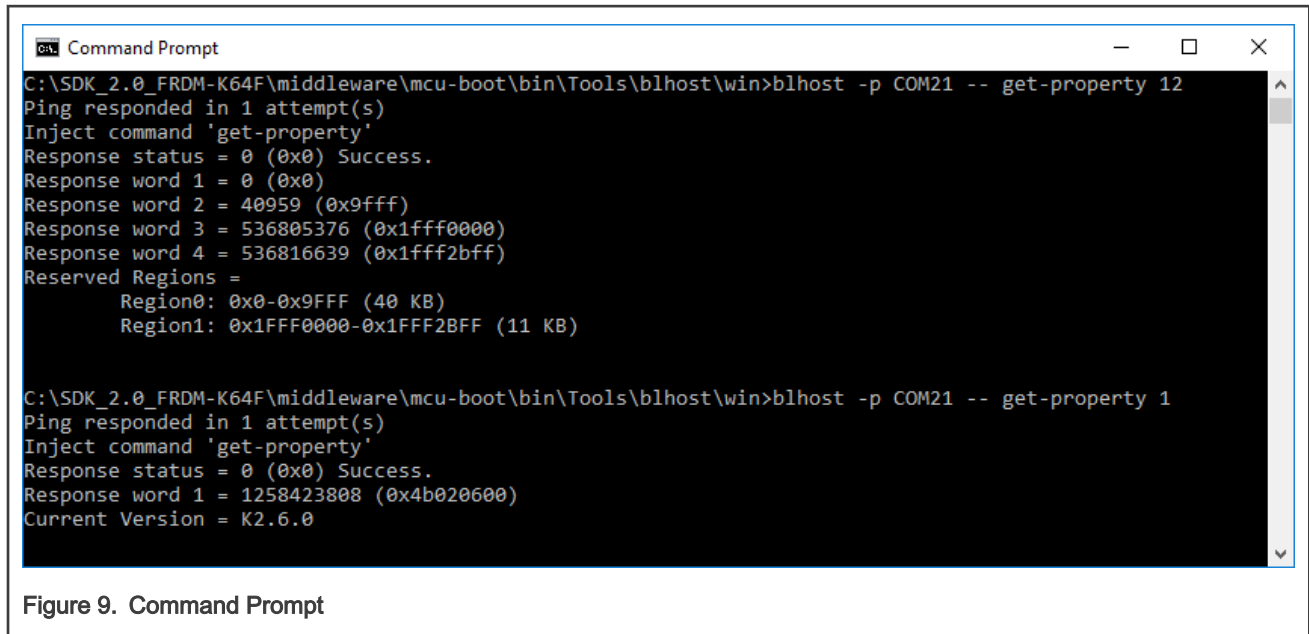 Command Prompt
C:\SDK_2.0_FRDM-K64F\middleware\mcu-boot\bin\Tools\blhost\win>blhost -p COM21 -- get-property 12
Ping responded in 1 attempt(s)
Inject command 'get-property'
Response status = 0 (0x0) Success.
Response word 1 = 0 (0x0)
Response word 2 = 40959 (0x9fff)
Response word 3 = 536805376 (0x1fff0000)
Response word 4 = 536816639 (0x1fff2bff)
Reserved Regions =
Region0: 0x0-0x9FFF (40 KB)
Region1: 0x1FFF0000-0x1FFF2BFF (11 KB)
C:\SDK_2.0_FRDM-K64F\middleware\mcu-boot\bin\Tools\blhost\win>blhost -p COM21 -- get-property 1
Ping responded in 1 attempt(s)
Inject command 'get-property'
Response status = 0 (0x0) Success.
Response word 1 = 1258423808 (0x4b020600)
Current Version = K2.6.0
Figure 9. Command Prompt